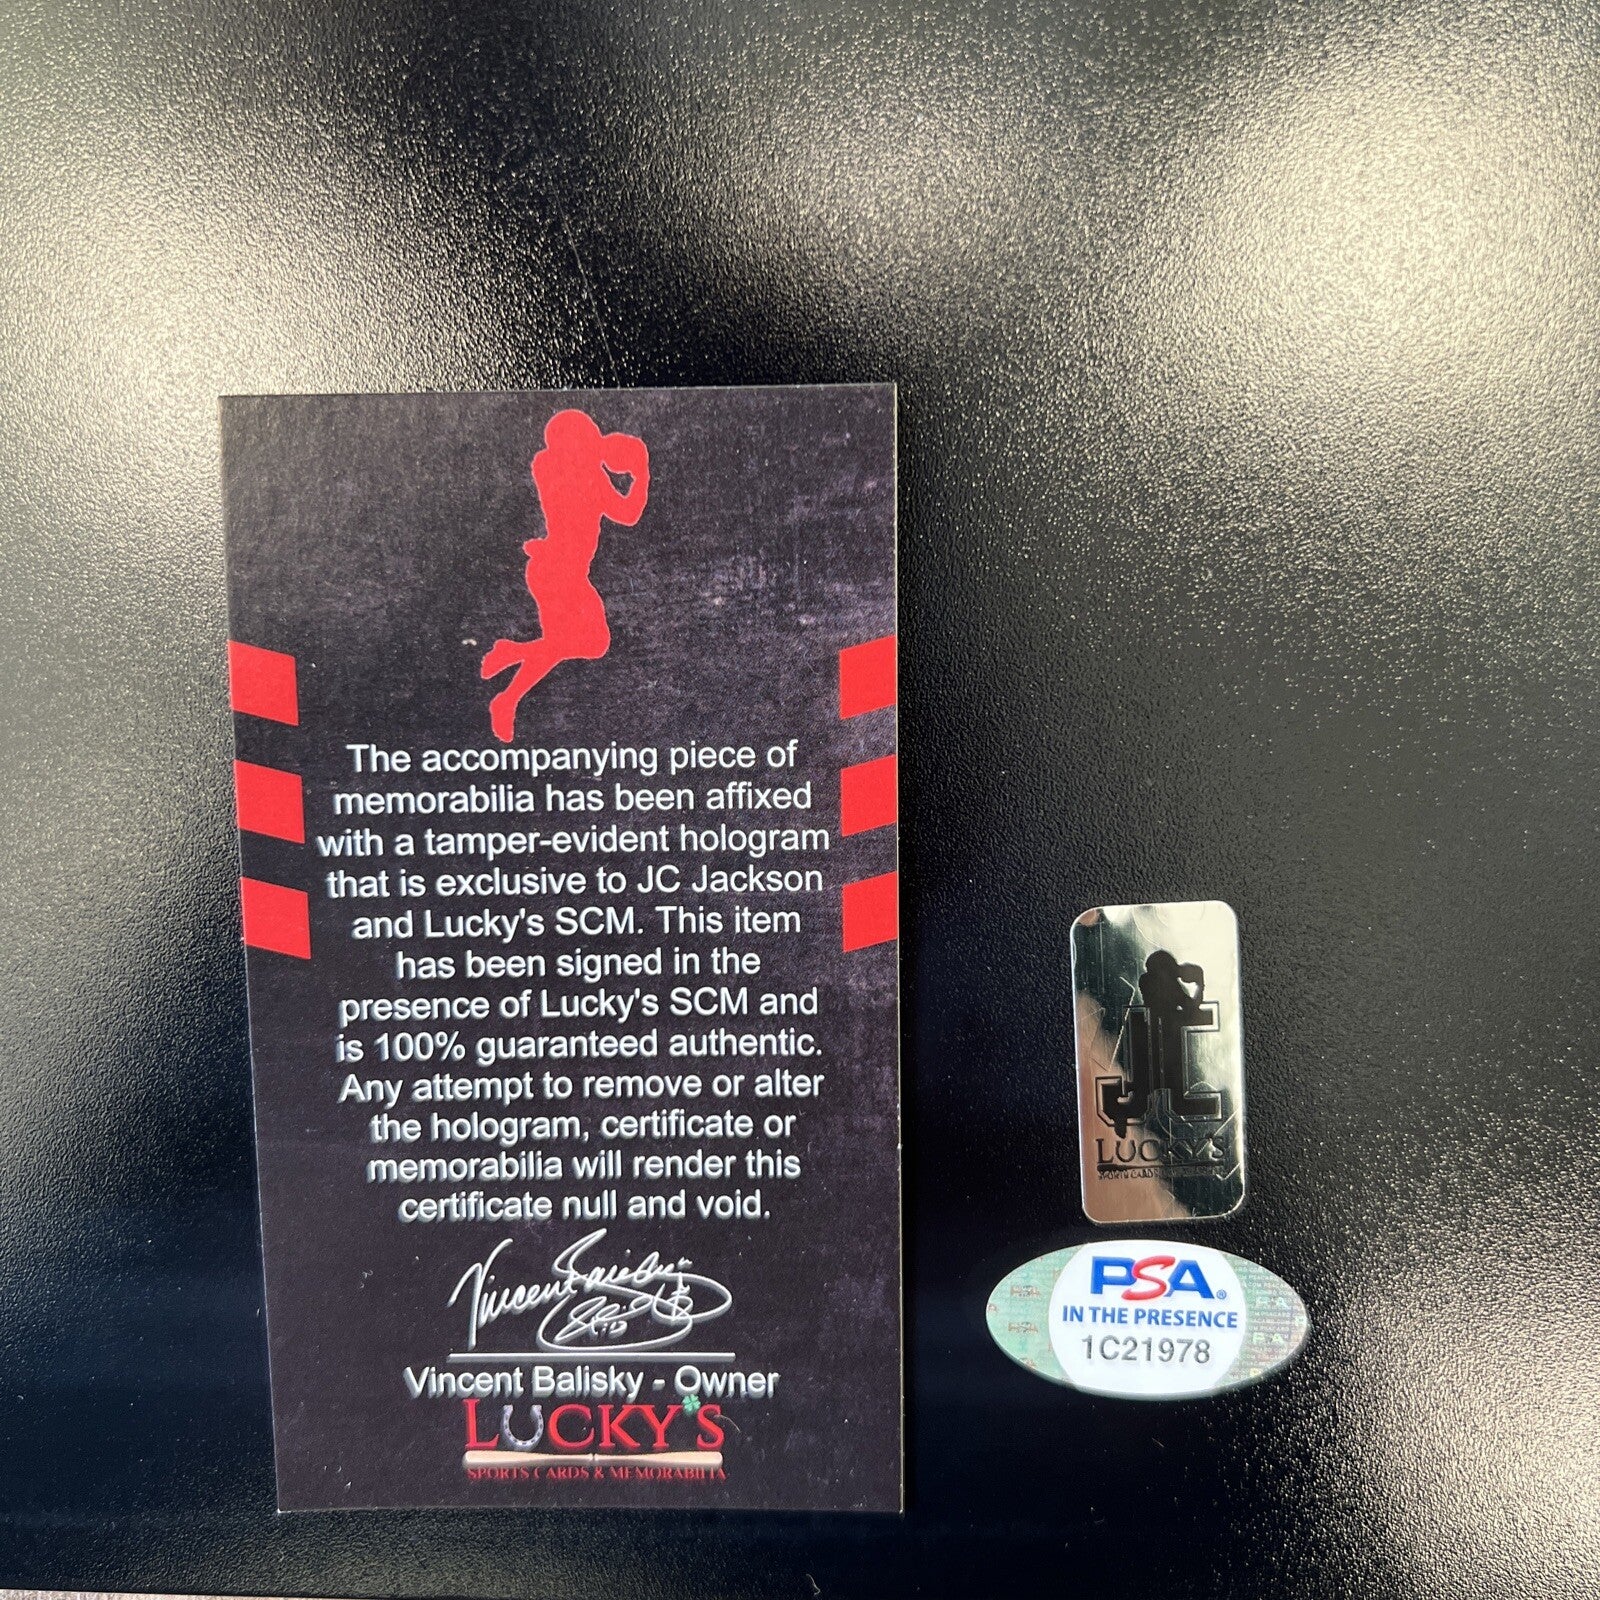 The accompanying piece of
memorabilia has been affixed
with a tamper-evident hologram
that is exclusive to JC Jackson
and Lucky's SCM. This item
has been signed in the
presence of Lucky's SCM and
is 100% guaranteed authentic.
Any attempt to remove or alter
the hologram, certificate or
memorabilia will render this
certificate null and void.
Vincent Balisky - Owner
LUCKY'S
SPORTS CARDS & MEMORABILIA
JC
LUCKY'S
SPORTS CARDS
PSA®
IN THE PRESENCE
1C21978